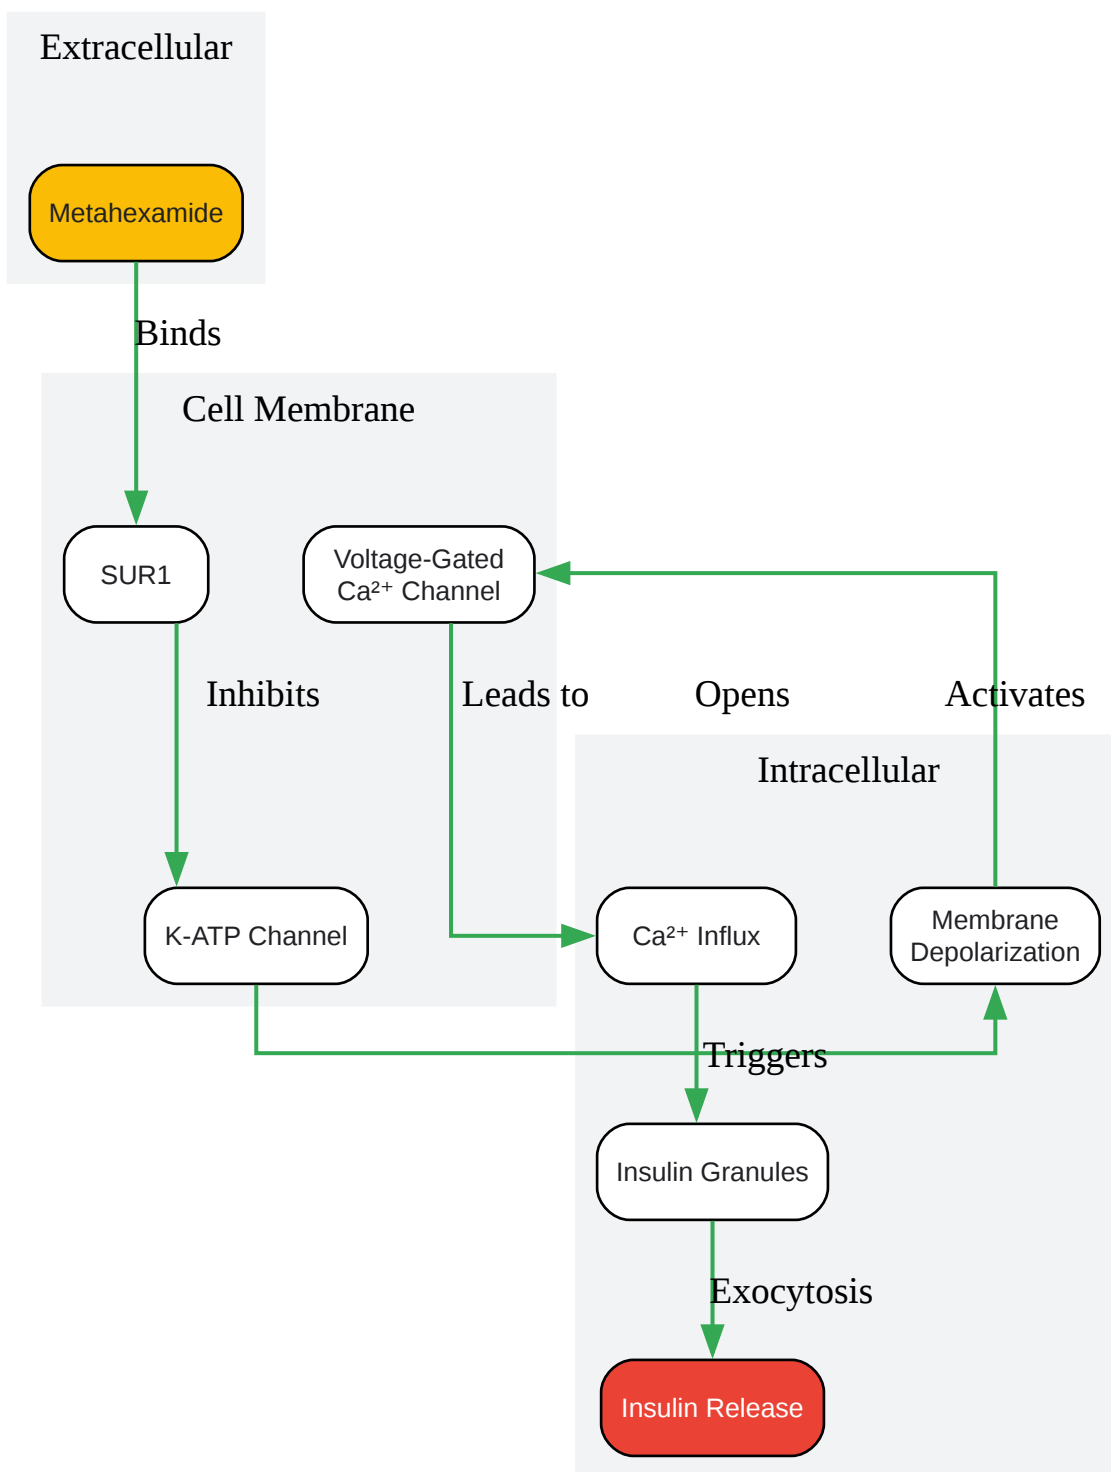 Extracellular
Metahexamide
Binds
Cell Membrane
SUR1
Voltage-Gated
Ca²⁺ Channel
Inhibits
Leads to
Opens
Activates
Intracellular
K-ATP Channel
Ca²⁺ Influx
Membrane
Depolarization
Triggers
Insulin Granules
Exocytosis
Insulin Release